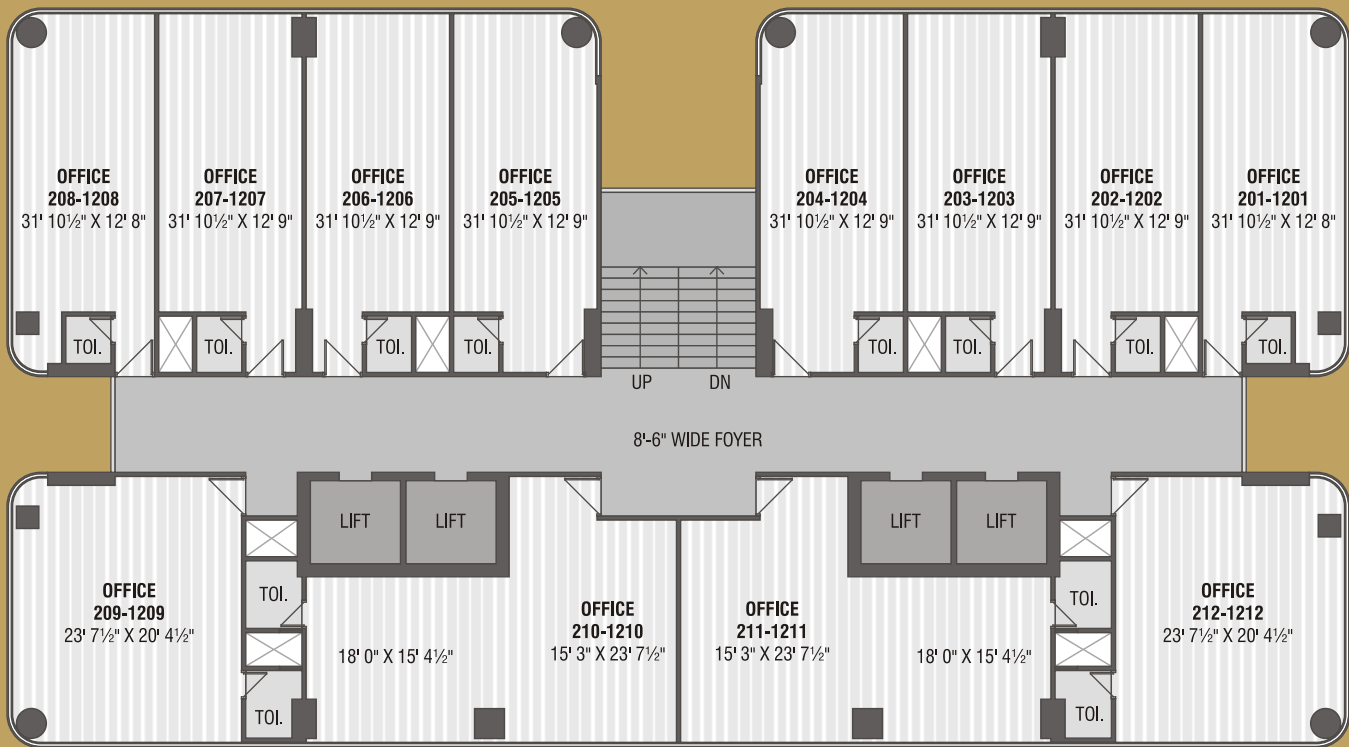 OFFICE
208-1208
31' 10½" X 12' 8"
OFFICE
207-1207
31' 10½" X 12' 9"
OFFICE
206-1206
31' 10½" X 12' 9"
OFFICE
205-1205
31' 10½" X 12' 9"
OFFICE
204-1204
31' 10½" X 12' 9"
OFFICE
203-1203
31' 10½" X 12' 9"
OFFICE
202-1202
31' 10½" X 12' 9"
OFFICE
201-1201
31' 10½" X 12' 8"
TOI.
TOI.
TOI.
TOI.
TOI.
TOI.
TOI.
TOI.
UP
DN
8'-6" WIDE FOYER
LIFT
LIFT
LIFT
LIFT
OFFICE
209-1209
23' 7½" X 20' 4½"
TOI.
TOI.
18' 0" X 15' 4½"
OFFICE
210-1210
15' 3" X 23' 7½"
OFFICE
211-1211
15' 3" X 23' 7½"
18' 0" X 15' 4½"
TOI.
TOI.
OFFICE
212-1212
23' 7½" X 20' 4½"